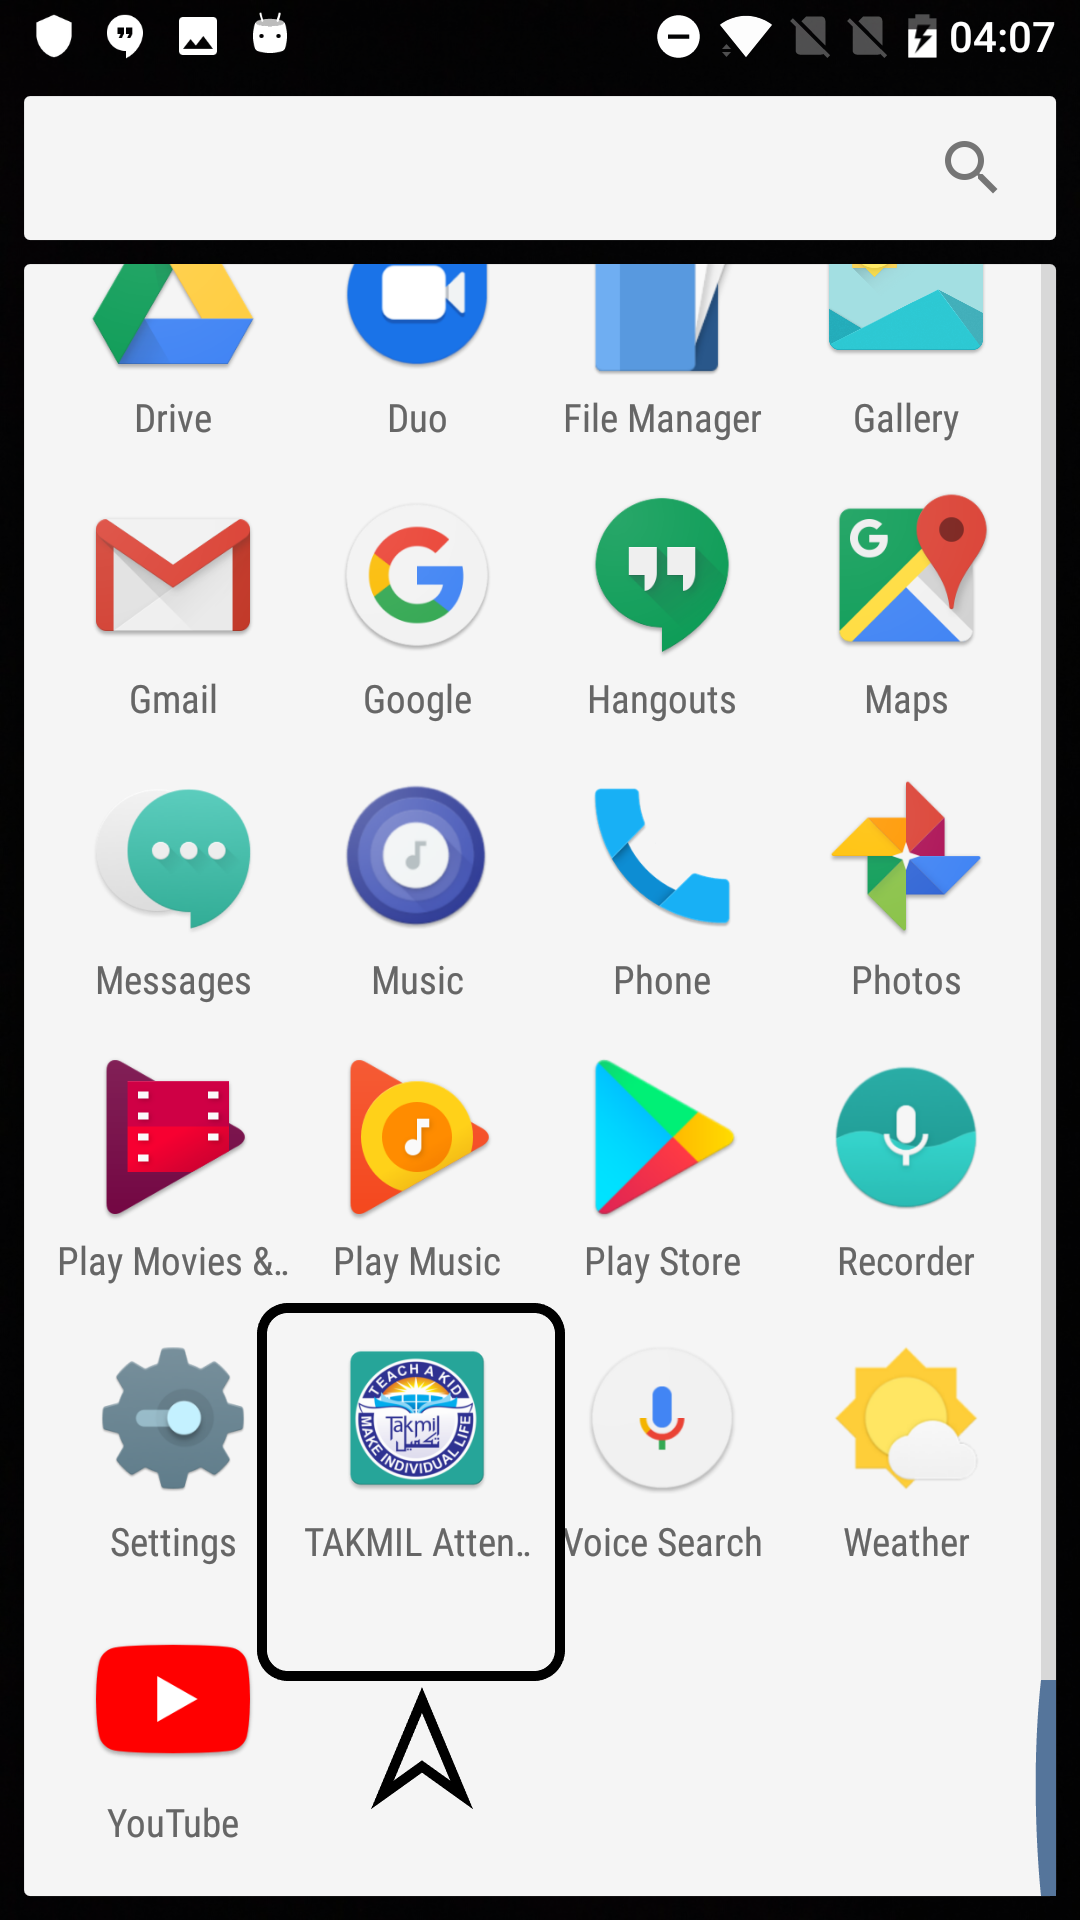 04:07
Drive Duo File Manager Gallery
G
Gmail Google Hangouts Maps
Messages Music Phone Photos
Play Movies &.. Play Music Play Store Recorder
TEACH A KID
Takmil
تکمیل
MAKE INDIVIDUAL LIFE
Settings TAKMIL Atten.. Voice Search Weather
YouTube